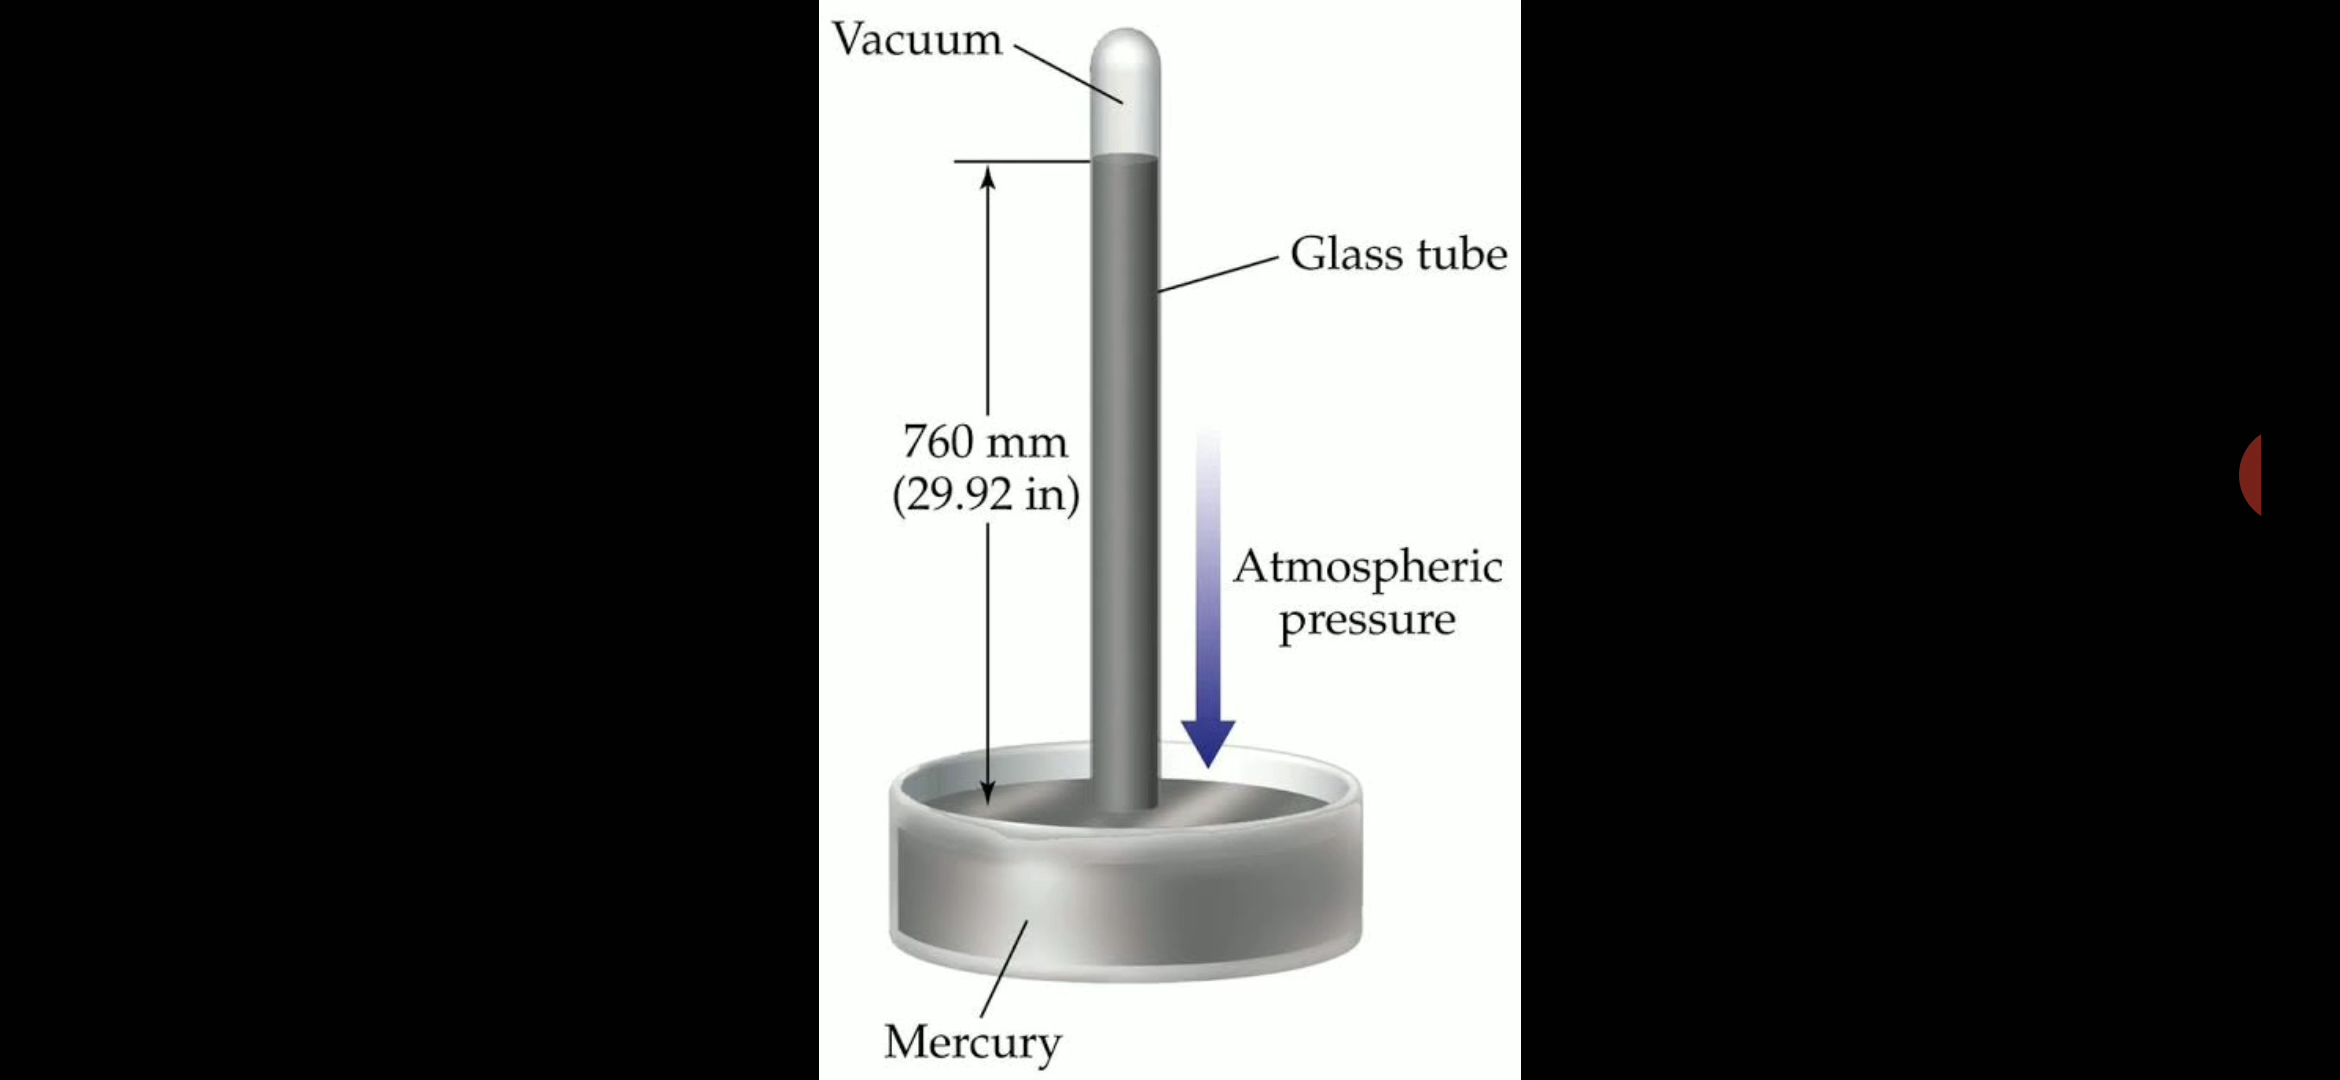 Vacuum
Glass tube
760 mm
(29.92 in)
Atmospheric
pressure
Mercury